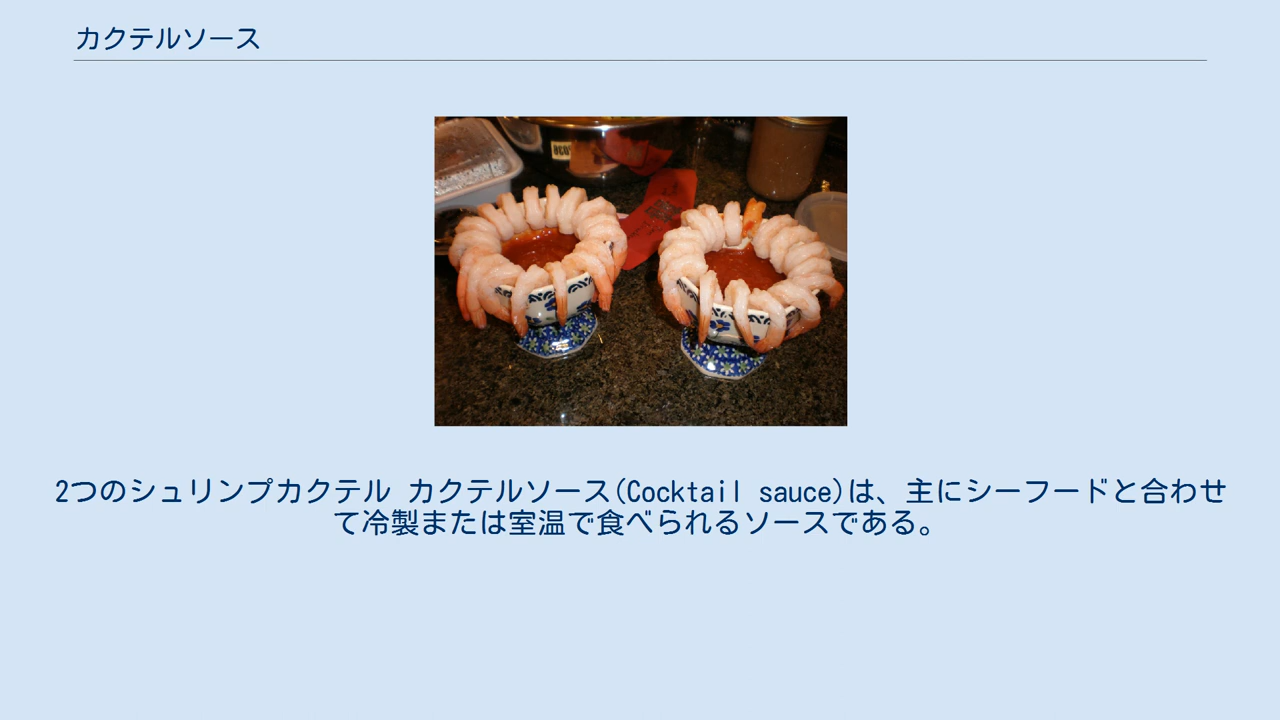 カクテルソース
2つのシュリンプカクテル カクテルソース(Cocktail sauce)は、主にシーフードと合わせ
て冷製または室温で食べられるソースである。